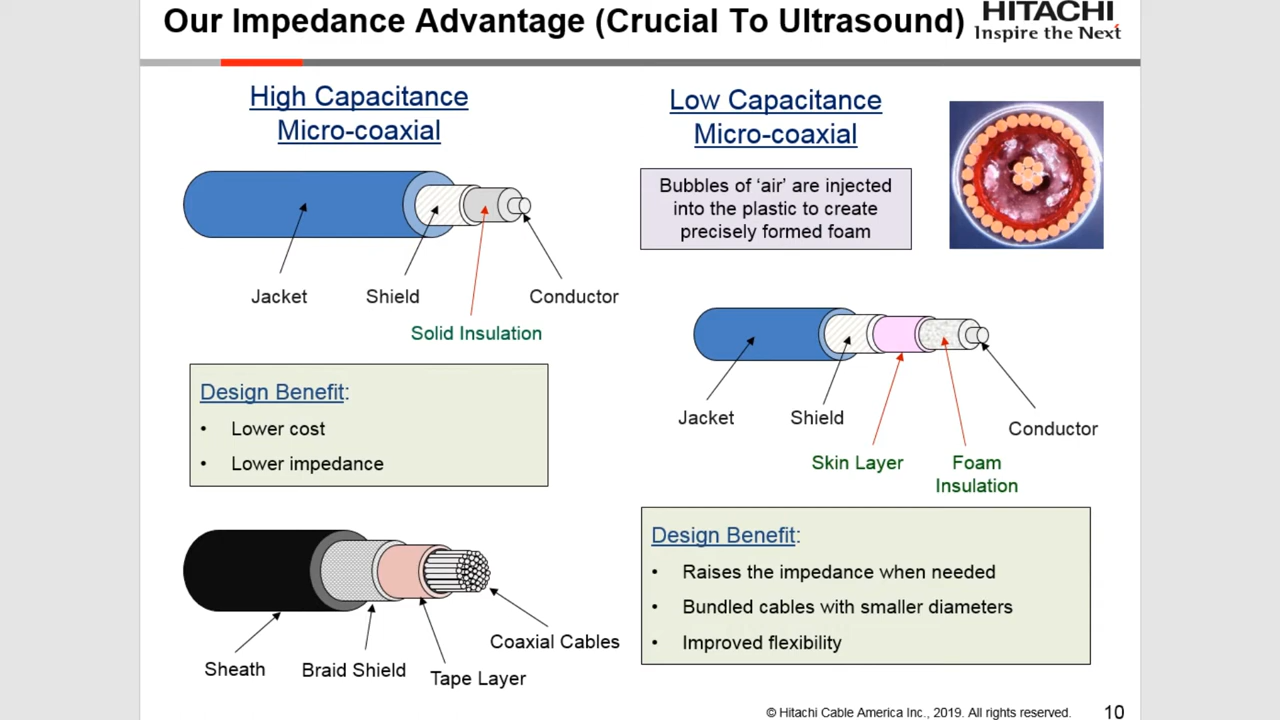 Our Impedance Advantage (Crucial To Ultrasound)
HITACHI
Inspire the Next
High Capacitance
Micro-coaxial
Jacket
Shield
Conductor
Solid Insulation
Design Benefit:
• Lower cost
• Lower impedance
Sheath
Braid Shield
Tape Layer
Coaxial Cables
Low Capacitance
Micro-coaxial
Bubbles of ‘air’ are injected
into the plastic to create
precisely formed foam
Jacket
Shield
Conductor
Skin Layer
Foam
Insulation
Design Benefit:
• Raises the impedance when needed
• Bundled cables with smaller diameters
• Improved flexibility
© Hitachi Cable America Inc., 2019. All rights reserved.
10